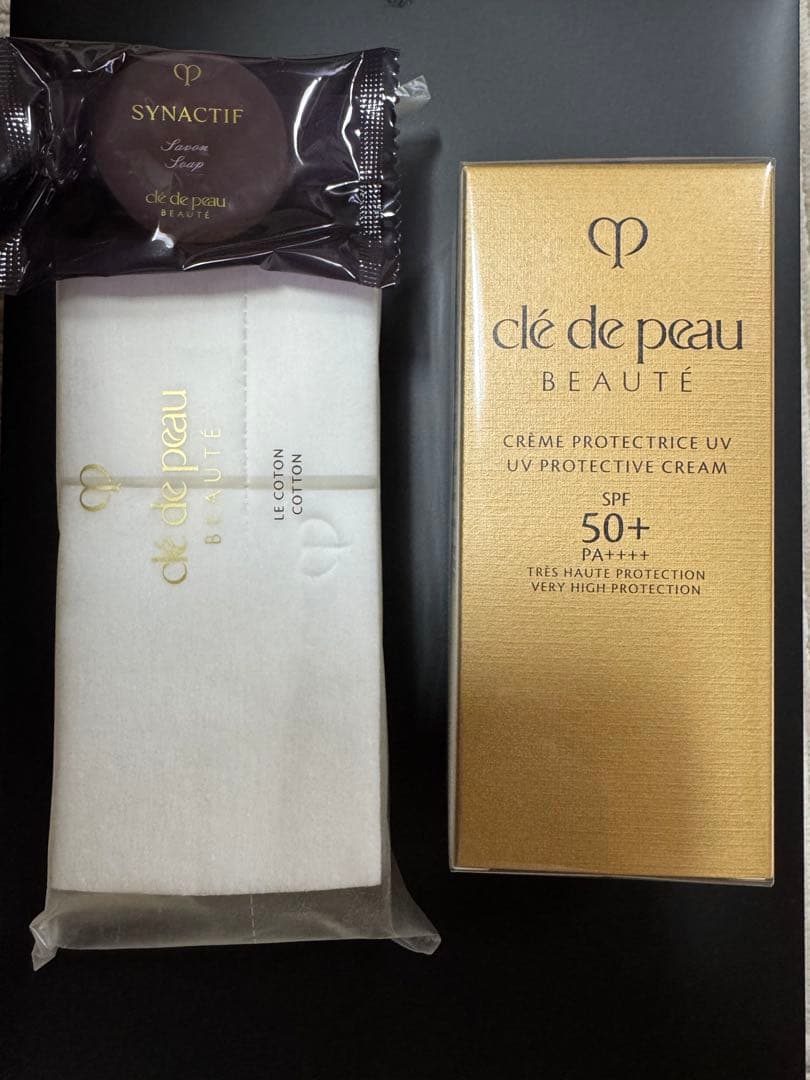 SYNACTIF
Savon
Soap
clé de peau
BEAUTÉ
clé de peau
BEAUTÉ
LE COTON
COTTON
clé de peau
BEAUTÉ
CRÈME PROTECTRICE UV
UV PROTECTIVE CREAM
SPF
50+
PA++++
TRÈS HAUTE PROTECTION
VERY HIGH PROTECTION